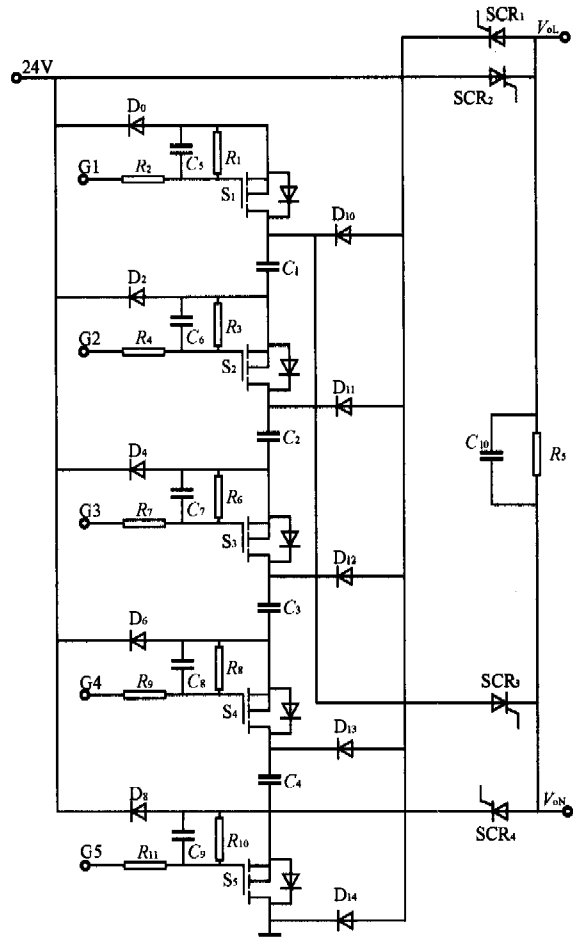 SCR₁
VoL
24V
SCR₂
D₀
G1
R₂
C₅
R₁
S₁
D₁₀
C₁
D₂
G2
R₄
C₆
R₃
S₂
D₁₁
C₂
C₁₀
R₅
D₄
G3
R₇
C₇
R₆
S₃
D₁₂
C₃
D₆
G4
R₉
C₈
R₈
S₄
SCR₃
D₁₃
C₄
D₈
VoN
SCR₄
G5
R₁₁
C₉
R₁₀
S₅
D₁₄